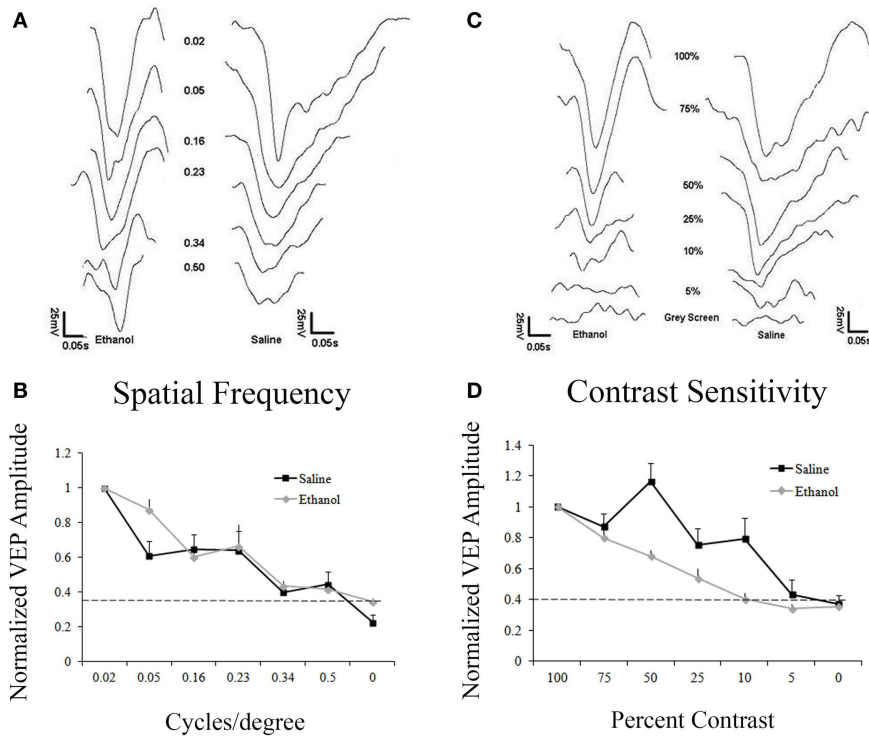 A
0.02
0.05
0.16
0.23
0.34
0.50
25mV
0.05s
Ethanol
Saline
25mV
0.05s
C
100%
75%
50%
25%
10%
5%
Grey Screen
25mV
0.05s
Ethanol
Saline
25mV
0.05s
B
Spatial Frequency
Normalized VEP Amplitude
1.2
1
0.8
0.6
0.4
0.2
0
Saline
Ethanol
0.02 0.05 0.16 0.23 0.34 0.5 0
Cycles/degree
D
Contrast Sensitivity
Normalized VEP Amplitude
1.4
1.2
1
0.8
0.6
0.4
0.2
0
Saline
Ethanol
100 75 50 25 10 5 0
Percent Contrast